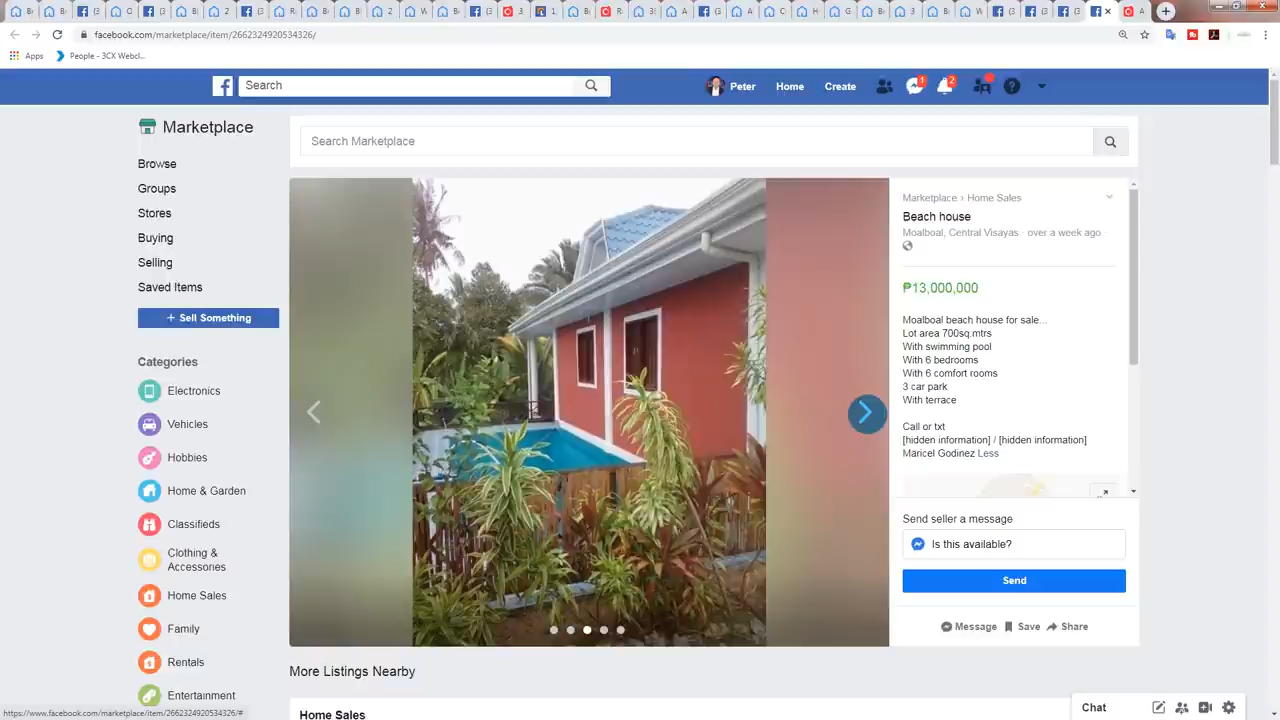 facebook.com/marketplace/item/2662324920534326/
Apps
People - 3CX Webcl...
Search
Peter
Home
Create
1
2
Marketplace
Search Marketplace
Browse
Groups
Stores
Buying
Selling
Saved Items
+ Sell Something
Categories
Electronics
Vehicles
Hobbies
Home & Garden
Classifieds
Clothing &
Accessories
Home Sales
Family
Rentals
Entertainment
Marketplace › Home Sales
Beach house
Moalboal, Central Visayas · over a week ago ·
₱13,000,000
Moalboal beach house for sale...
Lot area 700sq.mtrs
With swimming pool
With 6 bedrooms
With 6 comfort rooms
3 car park
With terrace
Call or txt
[hidden information] / [hidden information]
Maricel Godinez Less
Send seller a message
Is this available?
Send
Message
Save
Share
More Listings Nearby
Home Sales
Chat
https://www.facebook.com/marketplace/item/2662324920534326/#